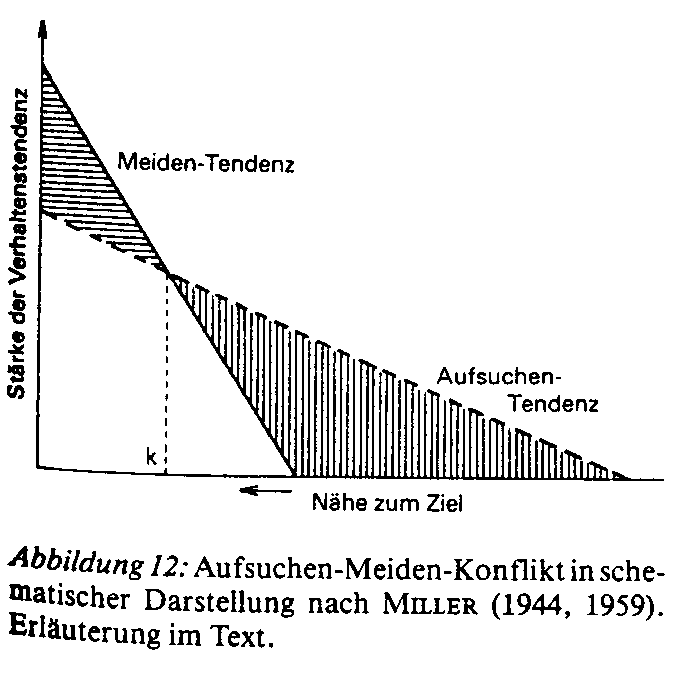 Stärke der Verhaltenstendenz
Meiden-Tendenz
Aufsuchen-
Tendenz
k
Nähe zum Ziel
Abbildung 12: Aufsuchen-Meiden-Konflikt in sche-
matischer Darstellung nach MILLER (1944, 1959).
Erläuterung im Text.